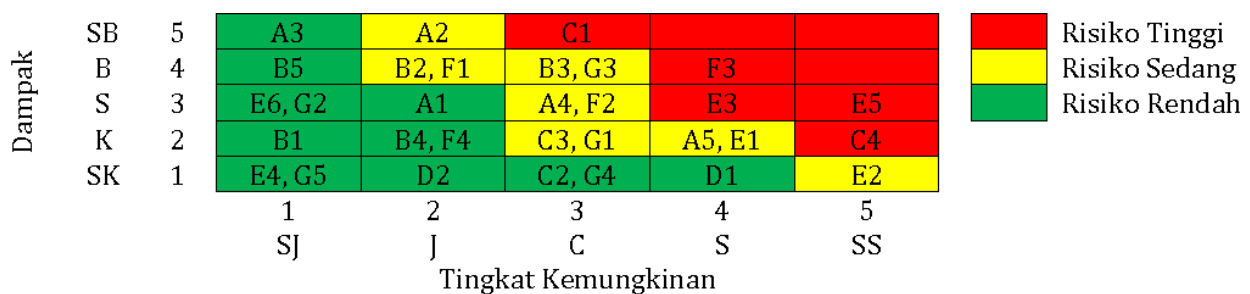 Dampak
SB 5 A3 A2 C1
B 4 B5 B2, F1 B3, G3 F3
S 3 E6, G2 A1 A4, F2 E3 E5
K 2 B1 B4, F4 C3, G1 A5, E1 C4
SK 1 E4, G5 D2 C2, G4 D1 E2
1 2 3 4 5
SJ J C S SS
Tingkat Kemungkinan
Risiko Tinggi
Risiko Sedang
Risiko Rendah